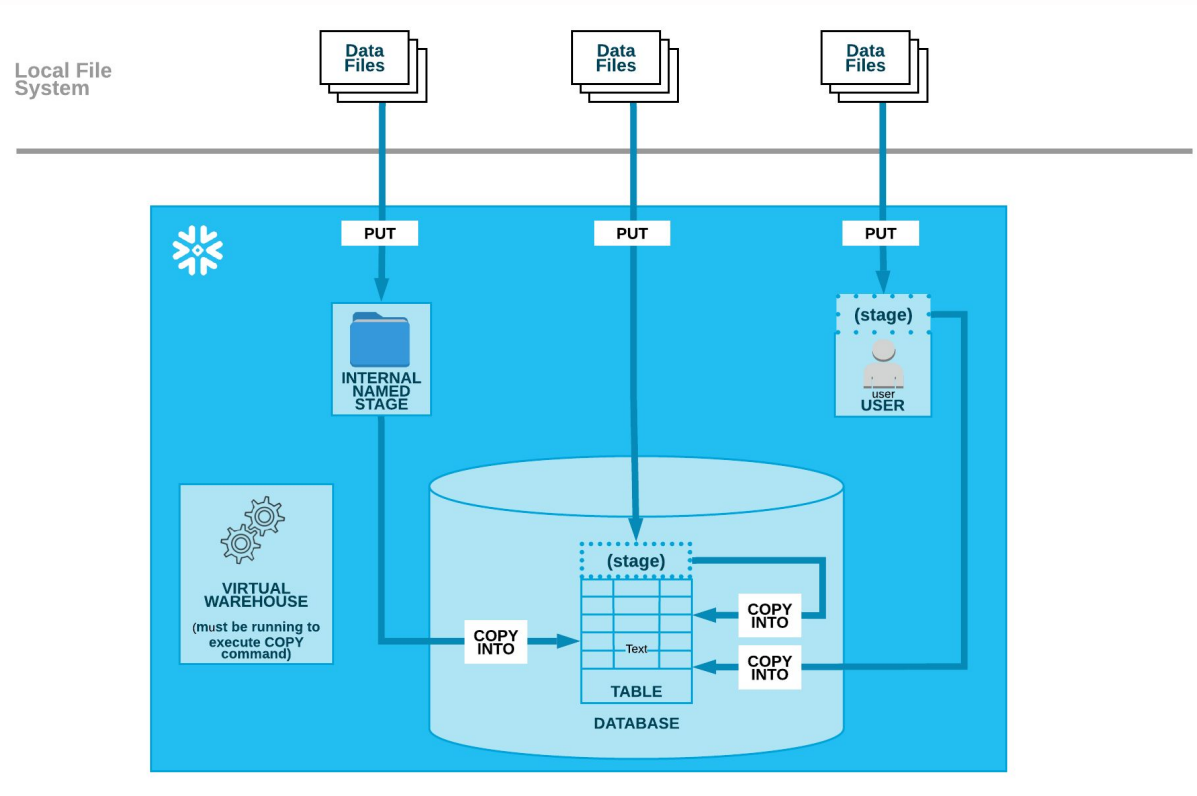 Local File
System
Data
Files
Data
Files
Data
Files
PUT
PUT
PUT
INTERNAL
NAMED
STAGE
(stage)
user
USER
VIRTUAL
WAREHOUSE
(must be running to
execute COPY
command)
(stage)
COPY
INTO
COPY
INTO
COPY
INTO
Text
TABLE
DATABASE